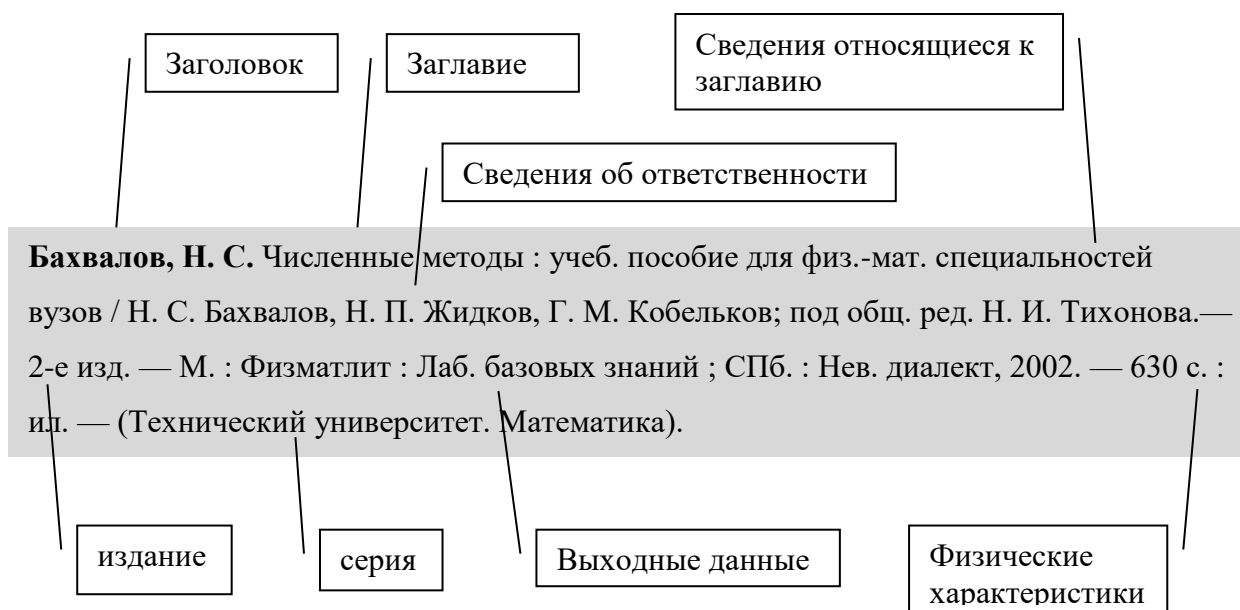 Заголовок
Заглавие
Сведения относящиеся к
заглавию
Сведения об ответственности
Бахвалов, Н. С. Численные методы : учеб. пособие для физ.-мат. специальностей
вузов / Н. С. Бахвалов, Н. П. Жидков, Г. М. Кобельков; под общ. ред. Н. И. Тихонова.—
2-е изд. — М. : Физматлит : Лаб. базовых знаний ; СПб. : Нев. диалект, 2002. — 630 с. :
ил. — (Технический университет. Математика).
издание
серия
Выходные данные
Физические
характеристики